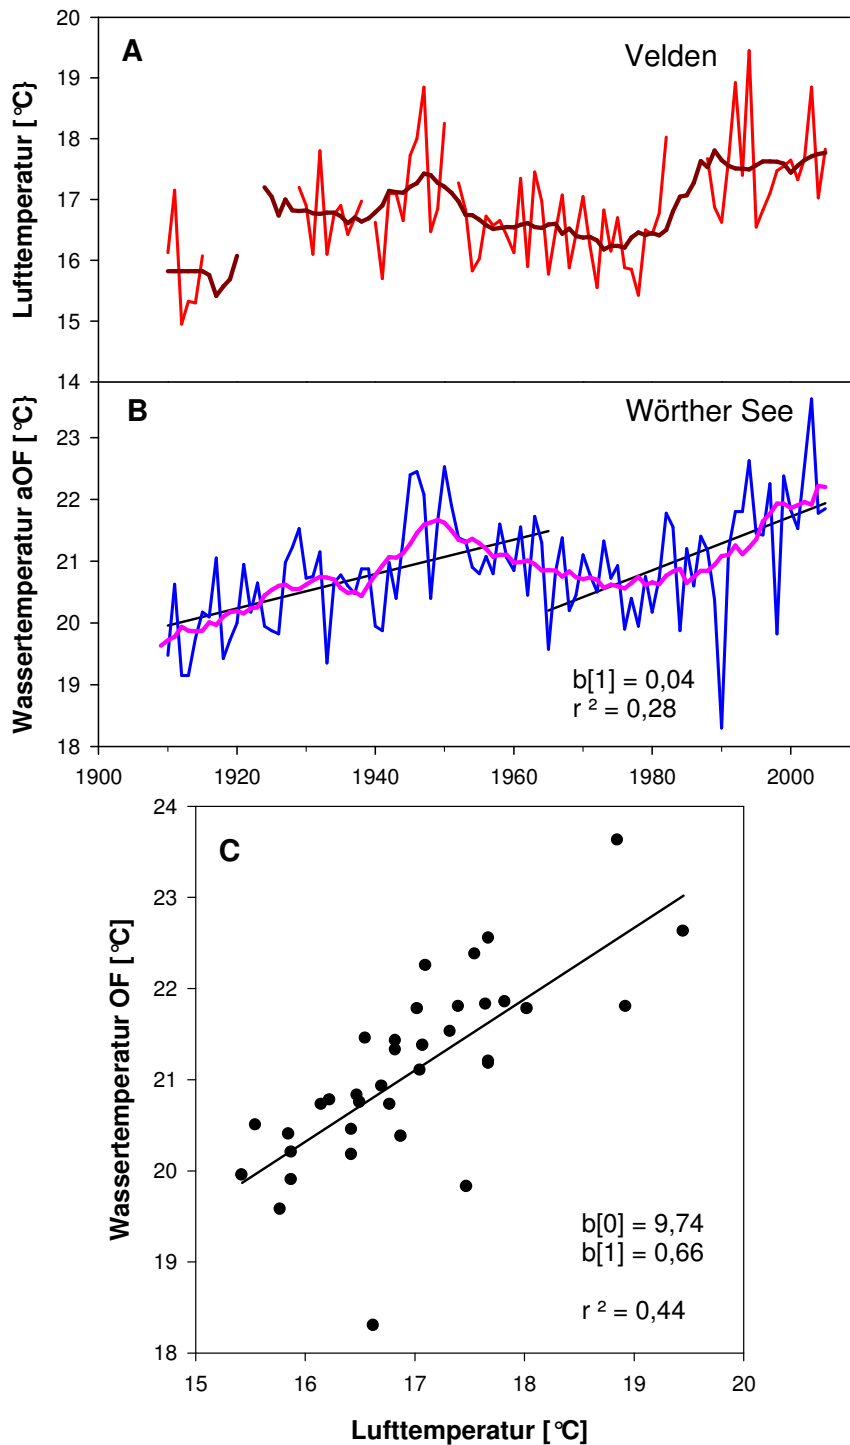 A
Velden
Lufttemperatur [°C}
20
19
18
17
16
15
14
B
Wörther See
Wassertemperatur aOF [°C}
23
22
21
20
19
18
b[1] = 0,04
r ² = 0,28
1900
1920
1940
1960
1980
2000
C
Wassertemperatur OF [°C]
24
23
22
21
20
19
18
b[0] = 9,74
b[1] = 0,66
r ² = 0,44
15
16
17
18
19
20
Lufttemperatur [°C]